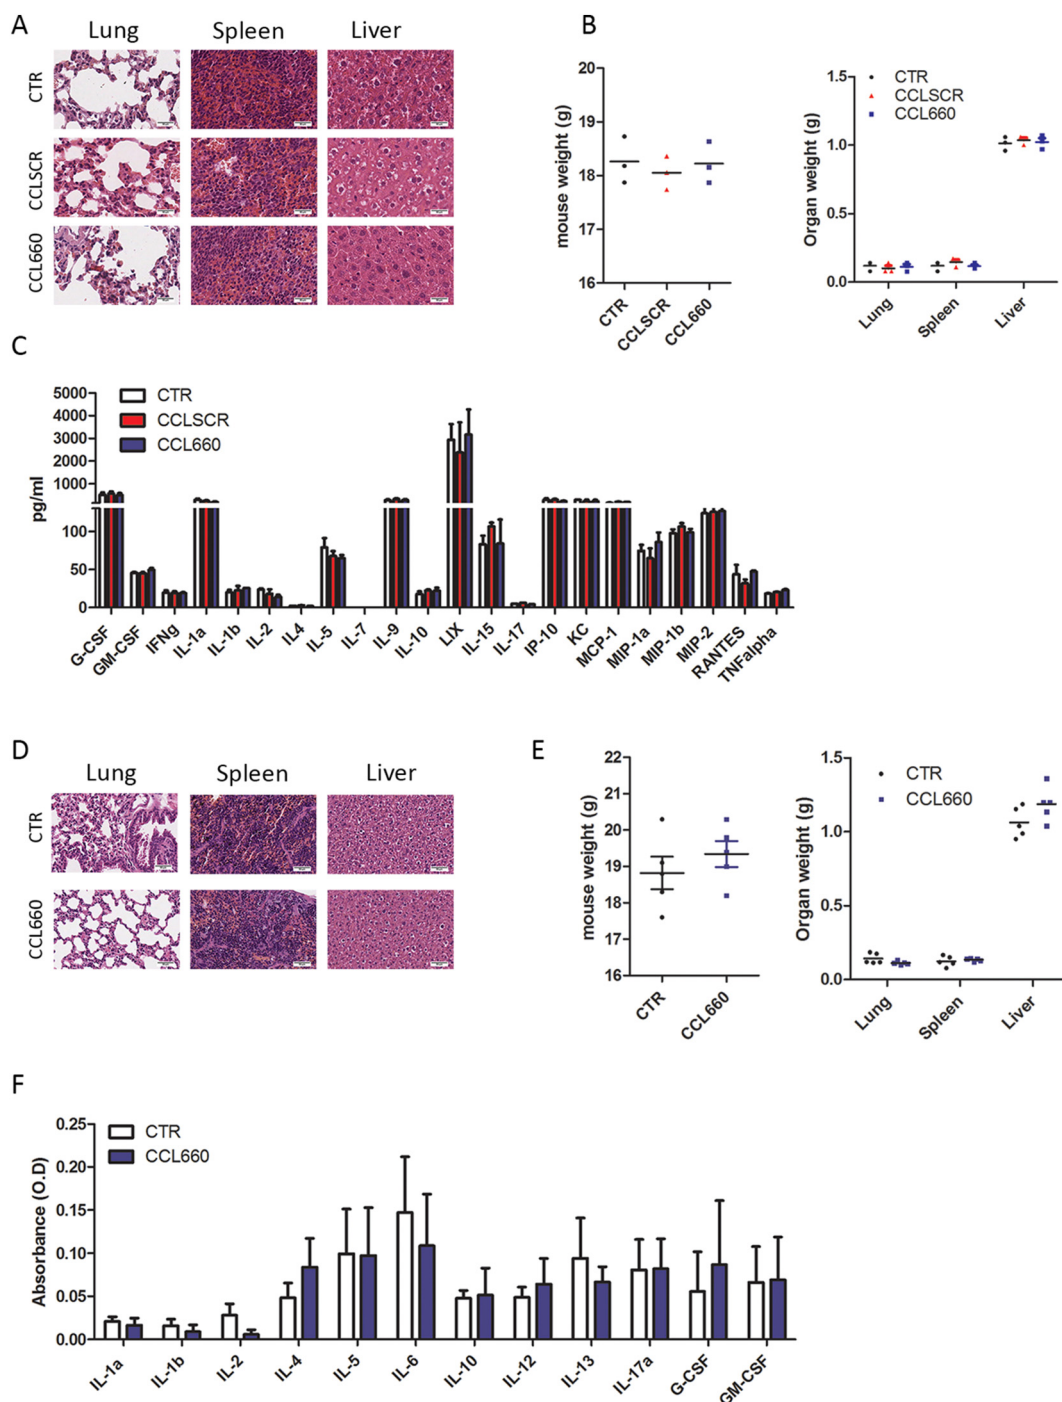 A
Lung Spleen Liver
CTR
CCLSCR
CCL660
B
mouse weight (g)
20
19
18
17
16
CTR CCLSCR CCL660
Organ weight (g)
1.5
1.0
0.5
0.0
CTR
CCLSCR
CCL660
Lung Spleen Liver
C
pg/ml
5000
4000
3000
2000
1000
100
50
0
CTR
CCLSCR
CCL660
G-CSF GM-CSF IFNg IL-1a IL-1b IL-2 IL4 IL-5 IL-7 IL-9 IL-10 LIX IL-15 IL-17 IP-10 KC MCP-1 MIP-1a MIP-1b MIP-2 RANTES TNFalpha
D
Lung Spleen Liver
CTR
CCL660
E
mouse weight (g)
22
21
20
19
18
17
16
CTR CCL660
Organ weight (g)
1.5
1.0
0.5
0.0
CTR
CCL660
Lung Spleen Liver
F
Absorbance (O.D)
0.25
0.20
0.15
0.10
0.05
0.00
CTR
CCL660
IL-1a IL-1b IL-2 IL-4 IL-5 IL-6 IL-10 IL-12 IL-13 IL-17a G-CSF GM-CSF